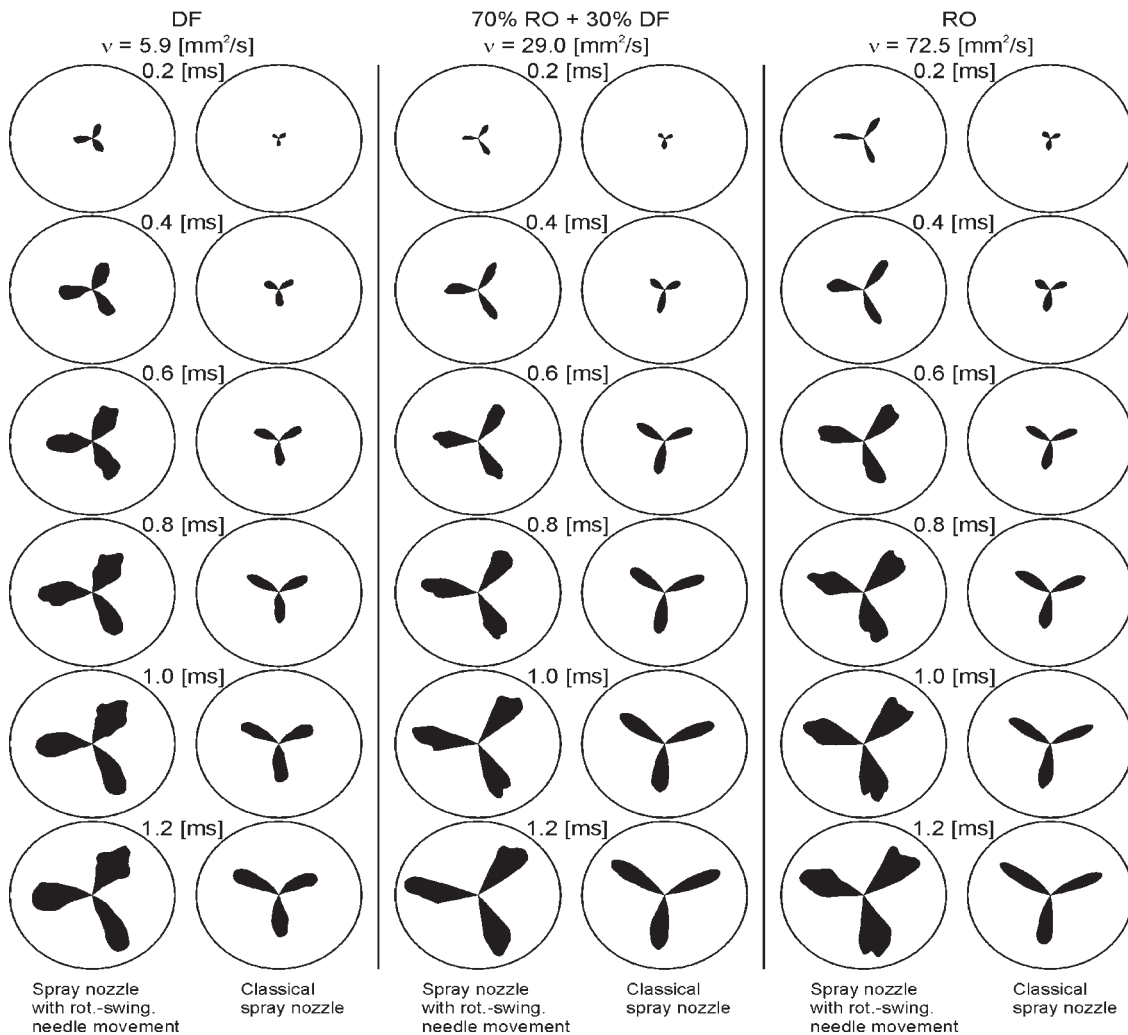 DF
ν = 5.9 [mm²/s]
70% RO + 30% DF
ν = 29.0 [mm²/s]
RO
ν = 72.5 [mm²/s]
0.2 [ms]
0.2 [ms]
0.2 [ms]
0.4 [ms]
0.4 [ms]
0.4 [ms]
0.6 [ms]
0.6 [ms]
0.6 [ms]
0.8 [ms]
0.8 [ms]
0.8 [ms]
1.0 [ms]
1.0 [ms]
1.0 [ms]
1.2 [ms]
1.2 [ms]
1.2 [ms]
Spray nozzle
with rot.-swing.
needle movement
Classical
spray nozzle
Spray nozzle
with rot.-swing.
needle movement
Classical
spray nozzle
Spray nozzle
with rot.-swing.
needle movement
Classical
spray nozzle